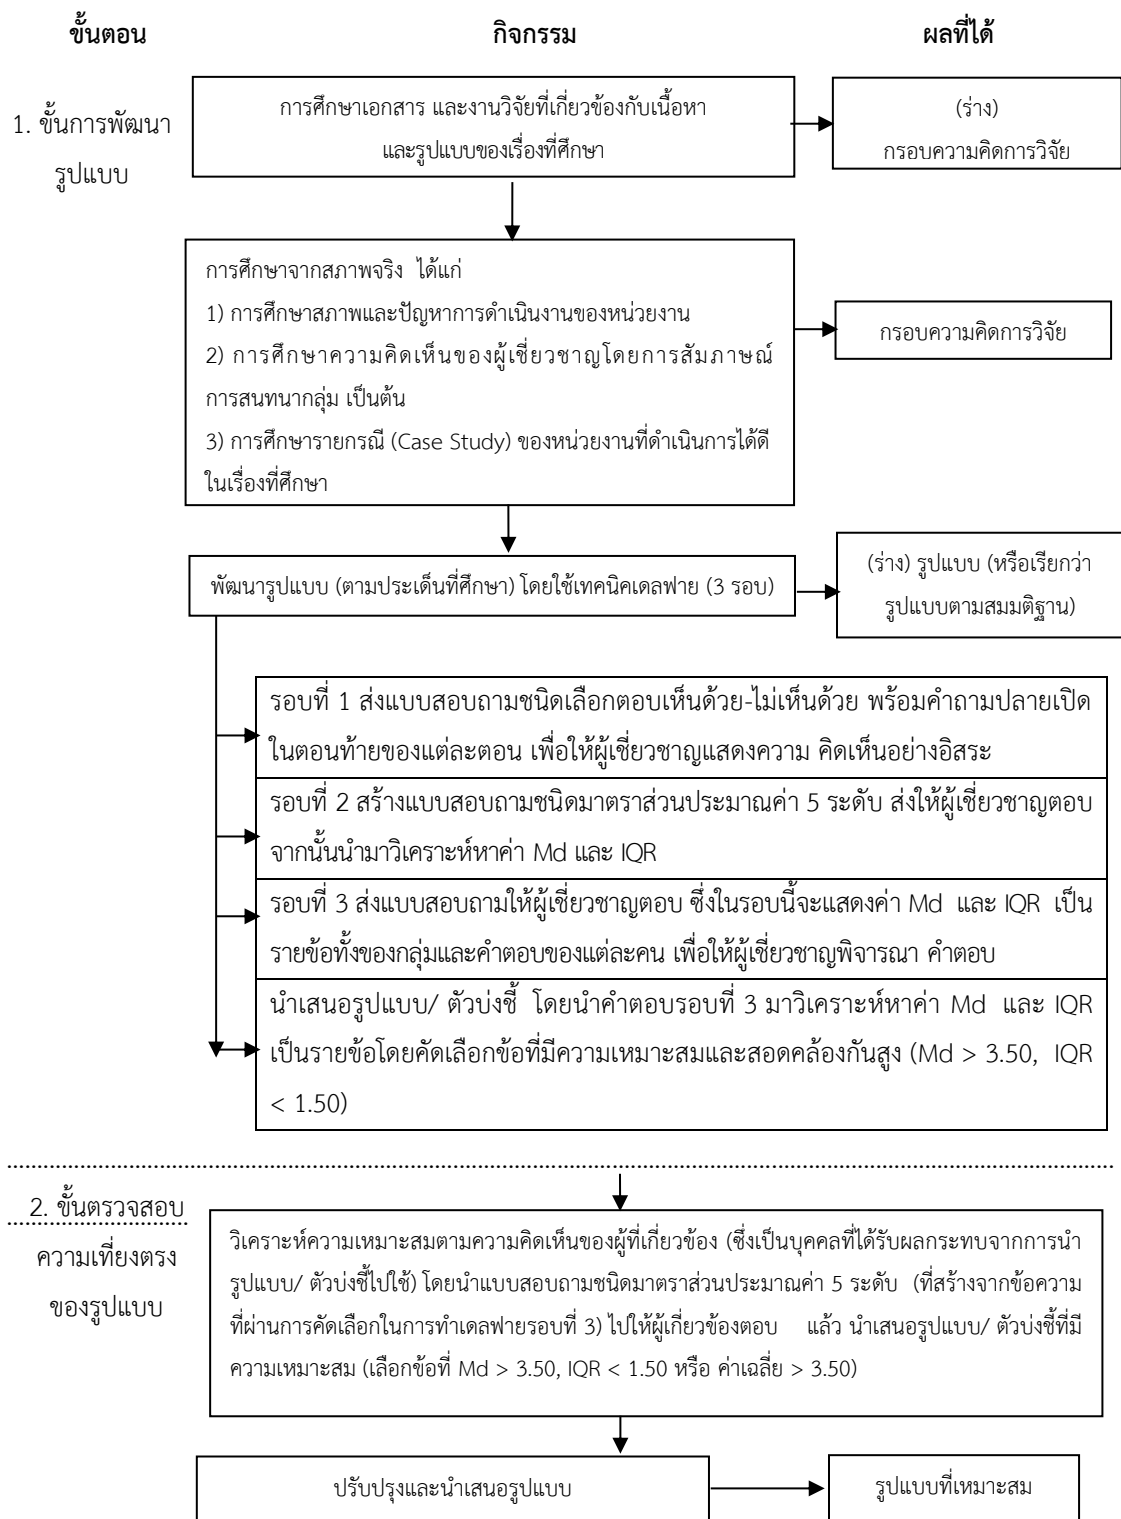 ขั้นตอน กิจกรรม ผลที่ได้
1. ขั้นการพัฒนา
รูปแบบ
การศึกษาเอกสาร และงานวิจัยที่เกี่ยวข้องกับเนื้อหา
และรูปแบบของเรื่องที่ศึกษา
(ร่าง)
กรอบความคิดการวิจัย
การศึกษาจากสภาพจริง ได้แก่
1) การศึกษาสภาพและปัญหาการดำเนินงานของหน่วยงาน
2) การศึกษาความคิดเห็นของผู้เชี่ยวชาญโดยการสัมภาษณ์
การสนทนากลุ่ม เป็นต้น
3) การศึกษารายกรณี (Case Study) ของหน่วยงานที่ดำเนินการได้ดี
ในเรื่องที่ศึกษา
กรอบความคิดการวิจัย
พัฒนารูปแบบ (ตามประเด็นที่ศึกษา) โดยใช้เทคนิคเดลฟาย (3 รอบ)
(ร่าง) รูปแบบ (หรือเรียกว่า
รูปแบบตามสมมติฐาน)
รอบที่ 1 ส่งแบบสอบถามชนิดเลือกตอบเห็นด้วย-ไม่เห็นด้วย พร้อมคำถามปลายเปิด
ในตอนท้ายของแต่ละตอน เพื่อให้ผู้เชี่ยวชาญแสดงความ คิดเห็นอย่างอิสระ
รอบที่ 2 สร้างแบบสอบถามชนิดมาตราส่วนประมาณค่า 5 ระดับ ส่งให้ผู้เชี่ยวชาญตอบ
จากนั้นนำมาวิเคราะห์หาค่า Md และ IQR
รอบที่ 3 ส่งแบบสอบถามให้ผู้เชี่ยวชาญตอบ ซึ่งในรอบนี้จะแสดงค่า Md และ IQR เป็น
รายข้อทั้งของกลุ่มและคำตอบของแต่ละคน เพื่อให้ผู้เชี่ยวชาญพิจารณา คำตอบ
นำเสนอรูปแบบ/ ตัวบ่งชี้ โดยนำคำตอบรอบที่ 3 มาวิเคราะห์หาค่า Md และ IQR
เป็นรายข้อโดยคัดเลือกข้อที่มีความเหมาะสมและสอดคล้องกันสูง (Md > 3.50, IQR
< 1.50)
2. ขั้นตรวจสอบ
ความเที่ยงตรง
ของรูปแบบ
วิเคราะห์ความเหมาะสมตามความคิดเห็นของผู้ที่เกี่ยวข้อง (ซึ่งเป็นบุคคลที่ได้รับผลกระทบจากการนำ
รูปแบบ/ ตัวบ่งชี้ไปใช้) โดยนำแบบสอบถามชนิดมาตราส่วนประมาณค่า 5 ระดับ (ที่สร้างจากข้อความ
ที่ผ่านการคัดเลือกในการทำเดลฟายรอบที่ 3) ไปให้ผู้เกี่ยวข้องตอบ แล้ว นำเสนอรูปแบบ/ ตัวบ่งชี้ที่มี
ความเหมาะสม (เลือกข้อที่ Md > 3.50, IQR < 1.50 หรือ ค่าเฉลี่ย > 3.50)
ปรับปรุงและนำเสนอรูปแบบ
รูปแบบที่เหมาะสม